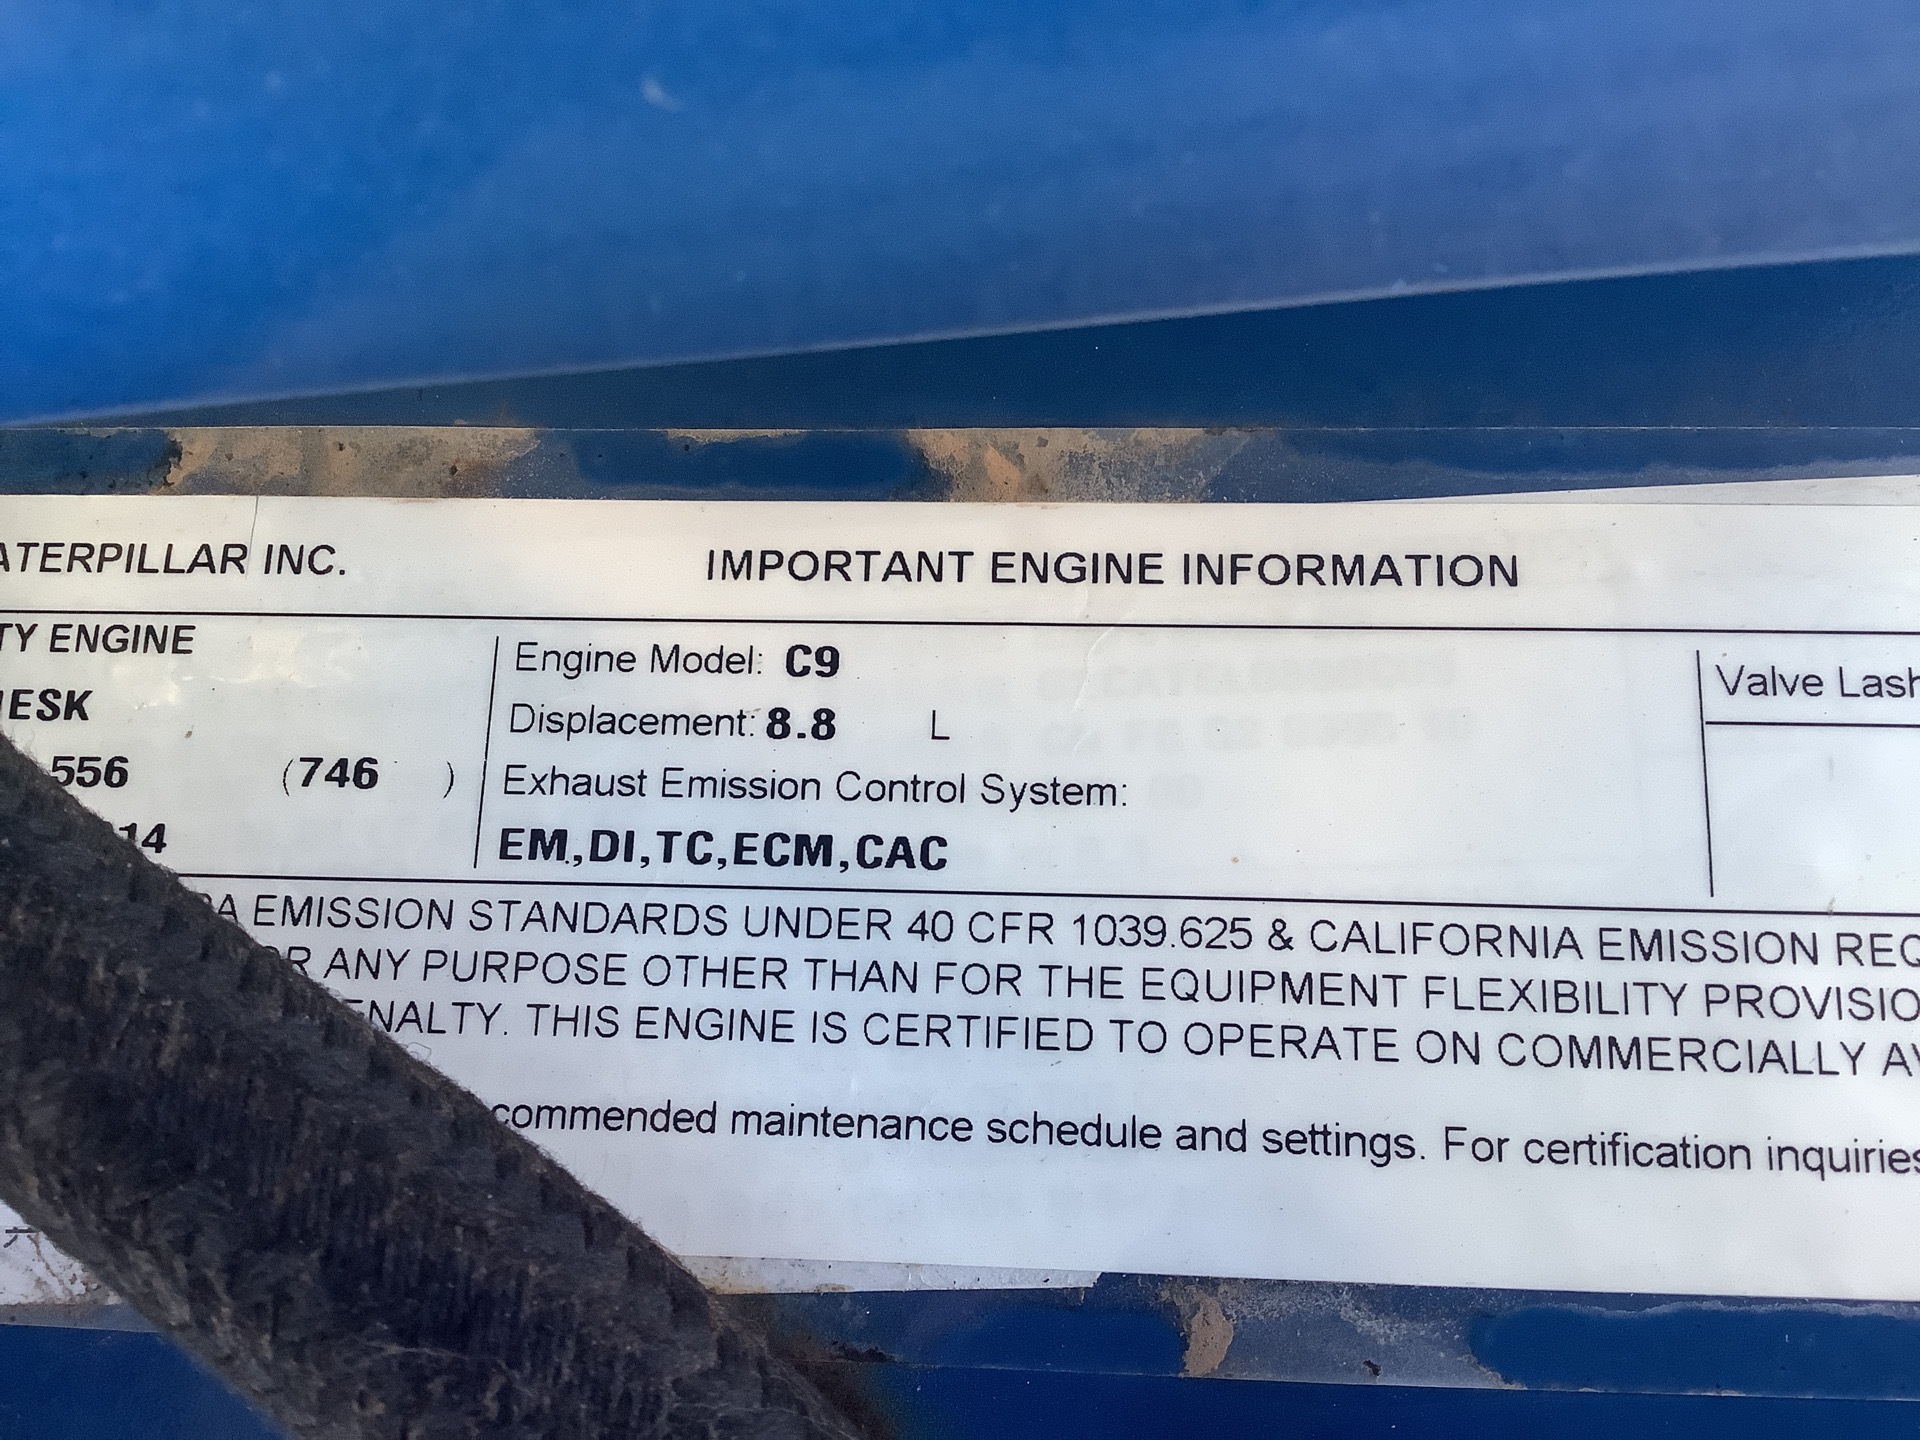 ATERPILLAR INC. IMPORTANT ENGINE INFORMATION
TY ENGINE
ESK
556 (746 )
14
Engine Model: C9
Displacement: 8.8 L
Exhaust Emission Control System:
EM,DI,TC,ECM,CAC
Valve Lash
A EMISSION STANDARDS UNDER 40 CFR 1039.625 & CALIFORNIA EMISSION REQ
R ANY PURPOSE OTHER THAN FOR THE EQUIPMENT FLEXIBILITY PROVISIO
ENALTY. THIS ENGINE IS CERTIFIED TO OPERATE ON COMMERCIALLY AV
commended maintenance schedule and settings. For certification inquiries